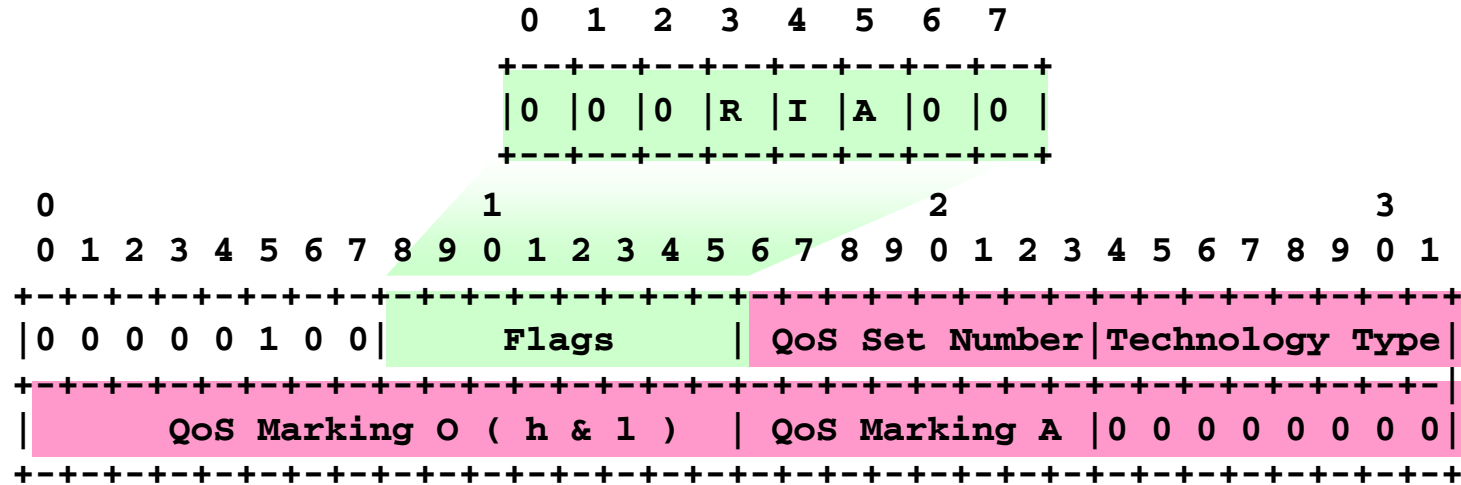 0 1 2 3 4 5 6 7
+---+---+---+---+---+---+---+---+
|0 |0 |0 |R |I |A |0 |0 |
+---+---+---+---+---+---+---+---+
0 1 2 3
0 1 2 3 4 5 6 7 8 9 0 1 2 3 4 5 6 7 8 9 0 1 2 3 4 5 6 7 8 9 0 1
+-+-+-+-+-+-+-+-+-+-+-+-+-+-+-+-+-+-+-+-+-+-+-+-+-+-+-+-+-+-+-+-+
|0 0 0 0 0 1 0 0| Flags | QoS Set Number|Technology Type|
+-+-+-+-+-+-+-+-+-+-+-+-+-+-+-+-+-+-+-+-+-+-+-+-+-+-+-+-+-+-+-+-|
| QoS Marking O ( h & l ) | QoS Marking A |0 0 0 0 0 0 0 0|
+-+-+-+-+-+-+-+-+-+-+-+-+-+-+-+-+-+-+-+-+-+-+-+-+-+-+-+-+-+-+-+-+